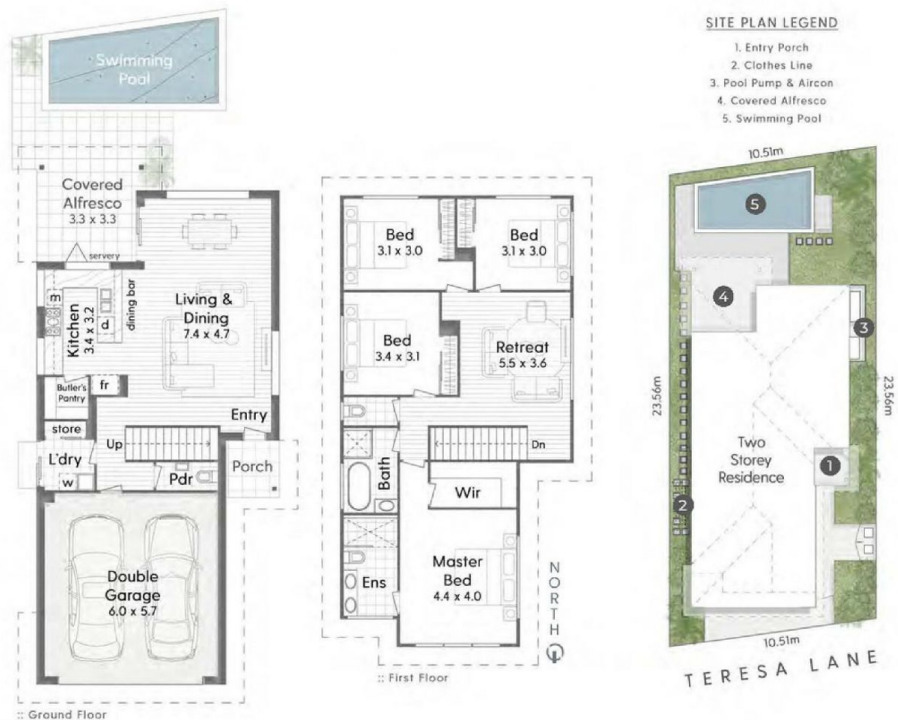 Swimming
Pool
Covered
Alfresco
3.3 x 3.3
servery
m
Kitchen
3.4 x 3.2
d
dining bar
Living &
Dining
7.4 x 4.7
Butler's
Pantry
fr
store
Up
Entry
L'dry
w
Pdr
Porch
Double
Garage
6.0 x 5.7
:: Ground Floor
Bed
3.1 x 3.0
Bed
3.1 x 3.0
Bed
3.4 x 3.1
Retreat
5.5 x 3.6
Dn
Bath
Wir
Ens
Master
Bed
4.4 x 4.0
NORTH
:: First Floor
SITE PLAN LEGEND
1. Entry Porch
2. Clothes Line
3. Pool Pump & Aircon
4. Covered Alfresco
5. Swimming Pool
10.51m
5
4
3
23.56m
23.56m
Two
Storey
Residence
1
2
10.51m
TERESA LANE